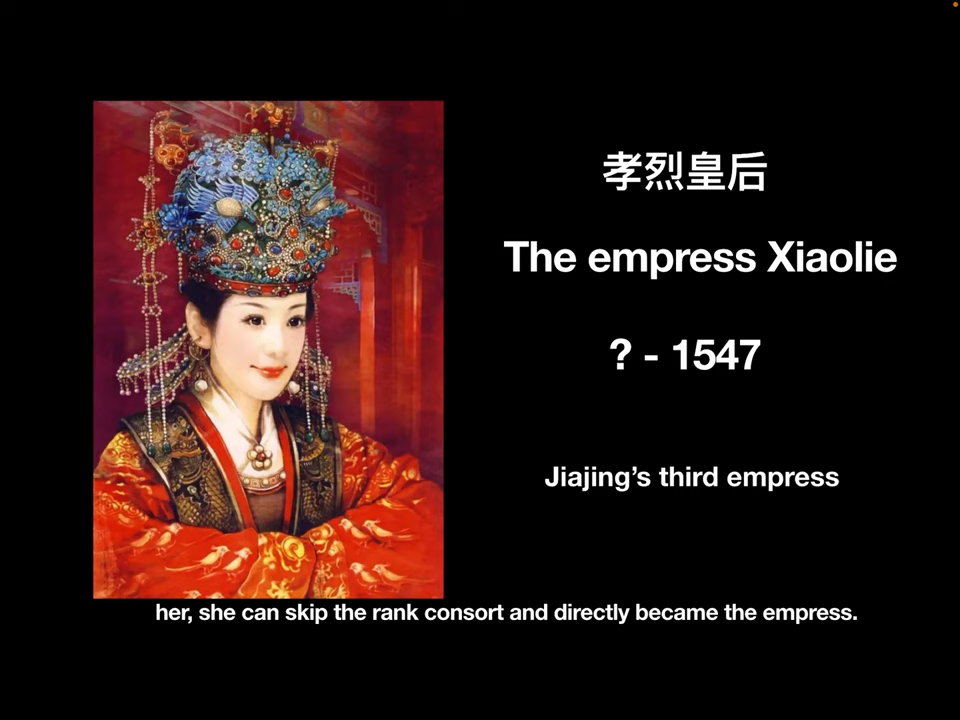 孝烈皇后
The empress Xiaolie
? - 1547
Jiajing’s third empress
her, she can skip the rank consort and directly became the empress.